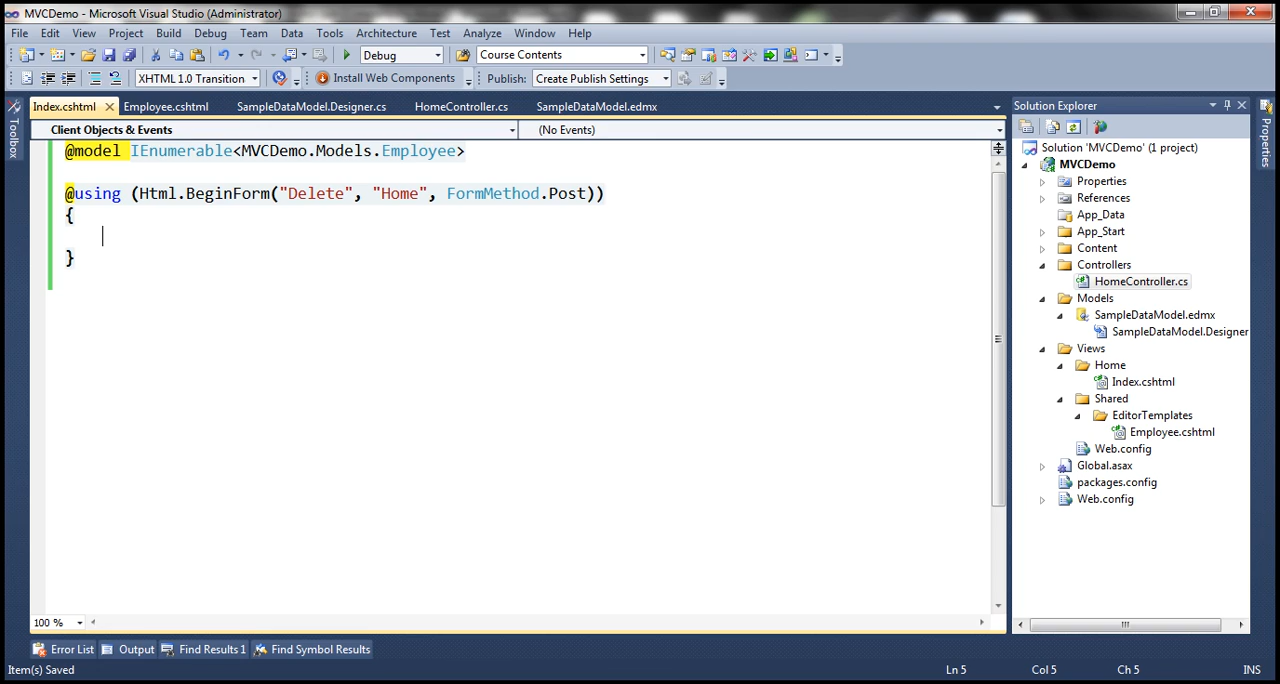 MVCDemo - Microsoft Visual Studio (Administrator)
File Edit View Project Build Debug Team Data Tools Architecture Test Analyze Window Help
Debug Course Contents
XHTML 1.0 Transition Install Web Components Publish: Create Publish Settings
Index.cshtml Employee.cshtml SampleDataModel.Designer.cs HomeController.cs SampleDataModel.edmx
Client Objects & Events (No Events)
@model IEnumerable<MVCDemo.Models.Employee>
@using (Html.BeginForm("Delete", "Home", FormMethod.Post))
{
}
100 %
Toolbox
Solution Explorer
Solution 'MVCDemo' (1 project)
MVCDemo
Properties
References
App_Data
App_Start
Content
Controllers
HomeController.cs
Models
SampleDataModel.edmx
SampleDataModel.Designer
Views
Home
Index.cshtml
Shared
EditorTemplates
Employee.cshtml
Web.config
Global.asax
packages.config
Web.config
Properties
Error List Output Find Results 1 Find Symbol Results
Item(s) Saved Ln 5 Col 5 Ch 5 INS